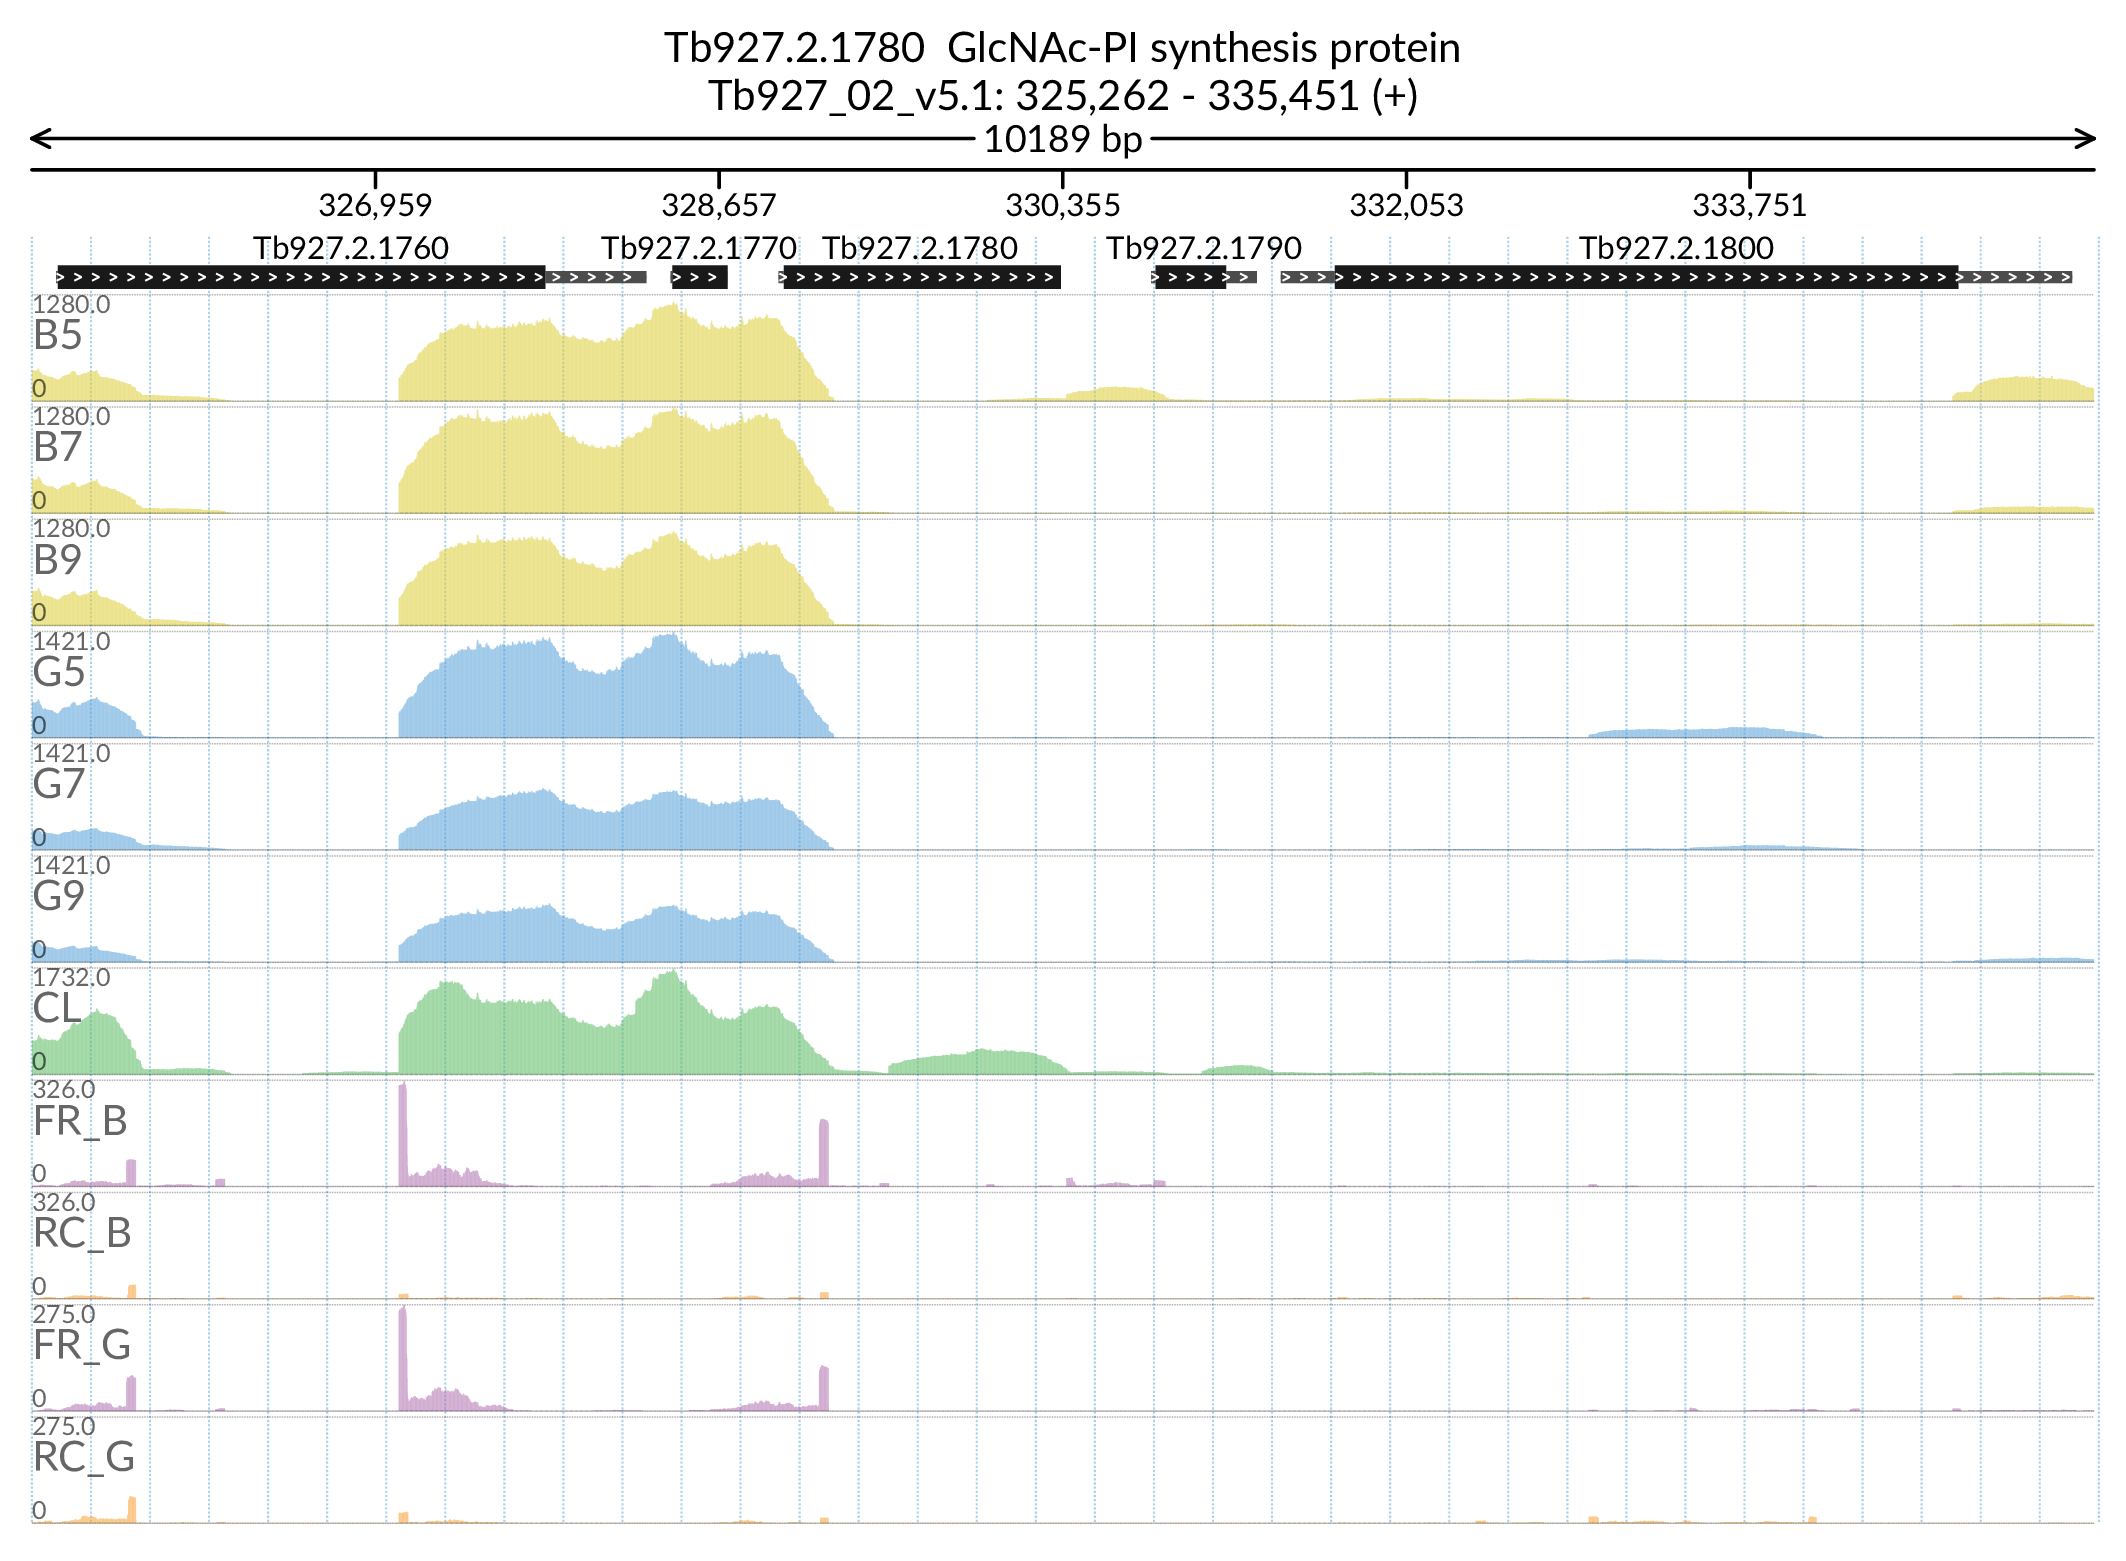 Tb927.2.1780  GlcNAc-PI synthesis protein
Tb927_02_v5.1: 325,262 - 335,451 (+)
10189 bp
326,959 328,657 330,355 332,053 333,751
Tb927.2.1760 Tb927.2.1770 Tb927.2.1780 Tb927.2.1790 Tb927.2.1800
1280.0
B5
0
1280.0
B7
0
1280.0
B9
0
1421.0
G5
0
1421.0
G7
0
1421.0
G9
0
1732.0
CL
0
326.0
FR_B
0
326.0
RC_B
0
275.0
FR_G
0
275.0
RC_G
0